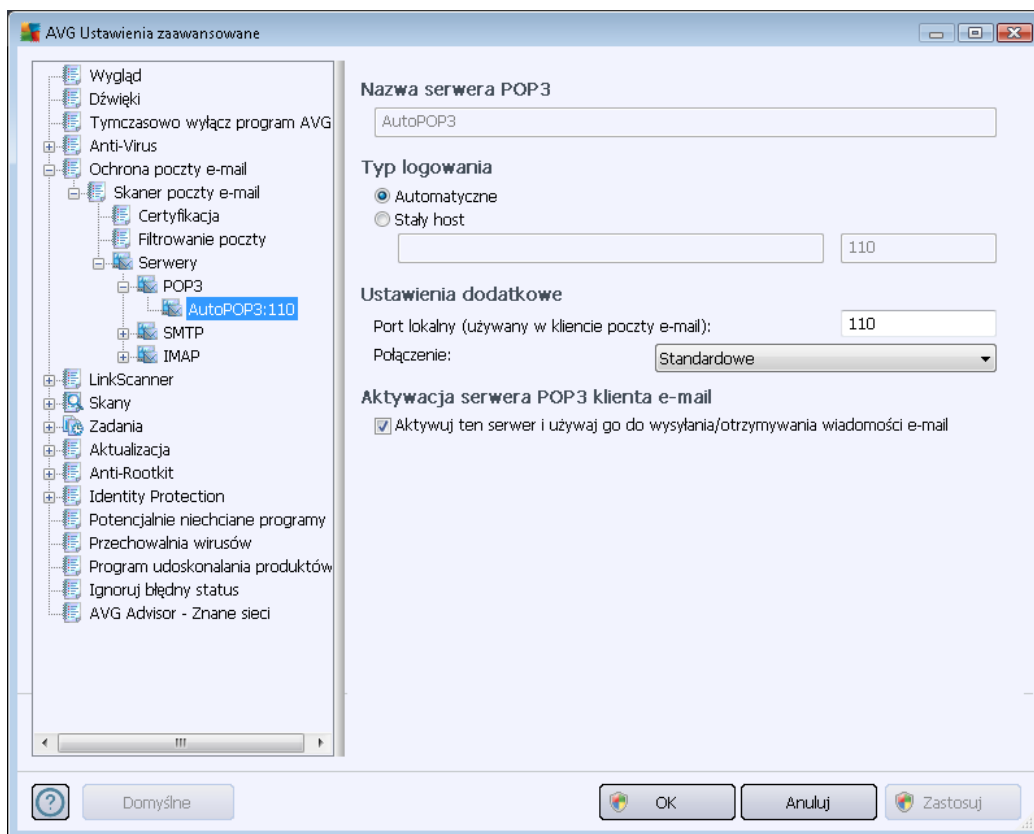 AVG Ustawienia zaawansowane
Wygląd
Dźwięki
Tymczasowo wyłącz program AVG
Anti-Virus
Ochrona poczty e-mail
Skaner poczty e-mail
Certyfikacja
Filtrowanie poczty
Serwery
POP3
AutoPOP3:110
SMTP
IMAP
LinkScanner
Skany
Zadania
Aktualizacja
Anti-Rootkit
Identity Protection
Potencjalnie niechciane programy
Przechowalnia wirusów
Program udoskonalania produktów
Ignoruj błędny status
AVG Advisor - Znane sieci
Nazwa serwera POP3
AutoPOP3
Typ logowania
Automatyczne
Stały host
110
Ustawienia dodatkowe
Port lokalny (używany w kliencie poczty e-mail): 110
Połączenie: Standardowe
Aktywacja serwera POP3 klienta e-mail
Aktywuj ten serwer i używaj go do wysyłania/otrzymywania wiadomości e-mail
? Domyślne OK Anuluj Zastosuj